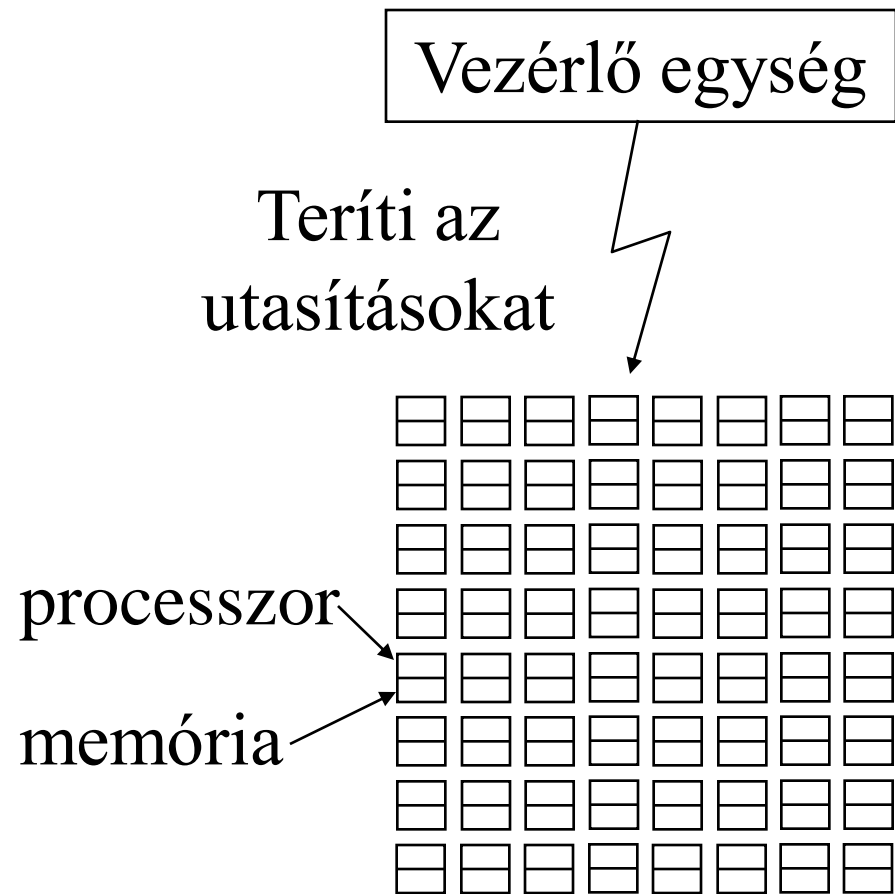 Vezérlő egység
Teríti az
utasításokat
processzor
memória